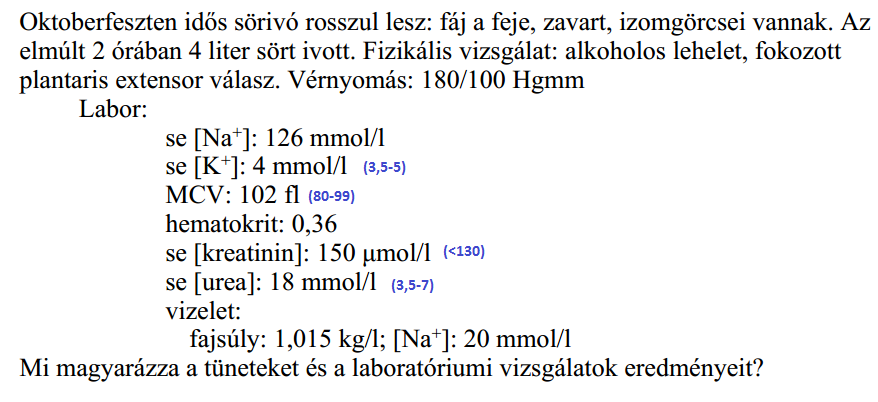 Oktoberfeszten idős sörivó rosszul lesz: fáj a feje, zavart, izomgörcsei vannak. Az
elmúlt 2 órában 4 liter sört ivott. Fizikális vizsgálat: alkoholos lehelet, fokozott
plantaris extensor válasz. Vérnyomás: 180/100 Hgmm
Labor:
se [Na⁺]: 126 mmol/l
se [K⁺]: 4 mmol/l (3,5-5)
MCV: 102 fl (80-99)
hematokrit: 0,36
se [kreatinin]: 150 μmol/l (<130)
se [urea]: 18 mmol/l (3,5-7)
vizelet:
fajsúly: 1,015 kg/l; [Na⁺]: 20 mmol/l
Mi magyarázza a tüneteket és a laboratóriumi vizsgálatok eredményeit?